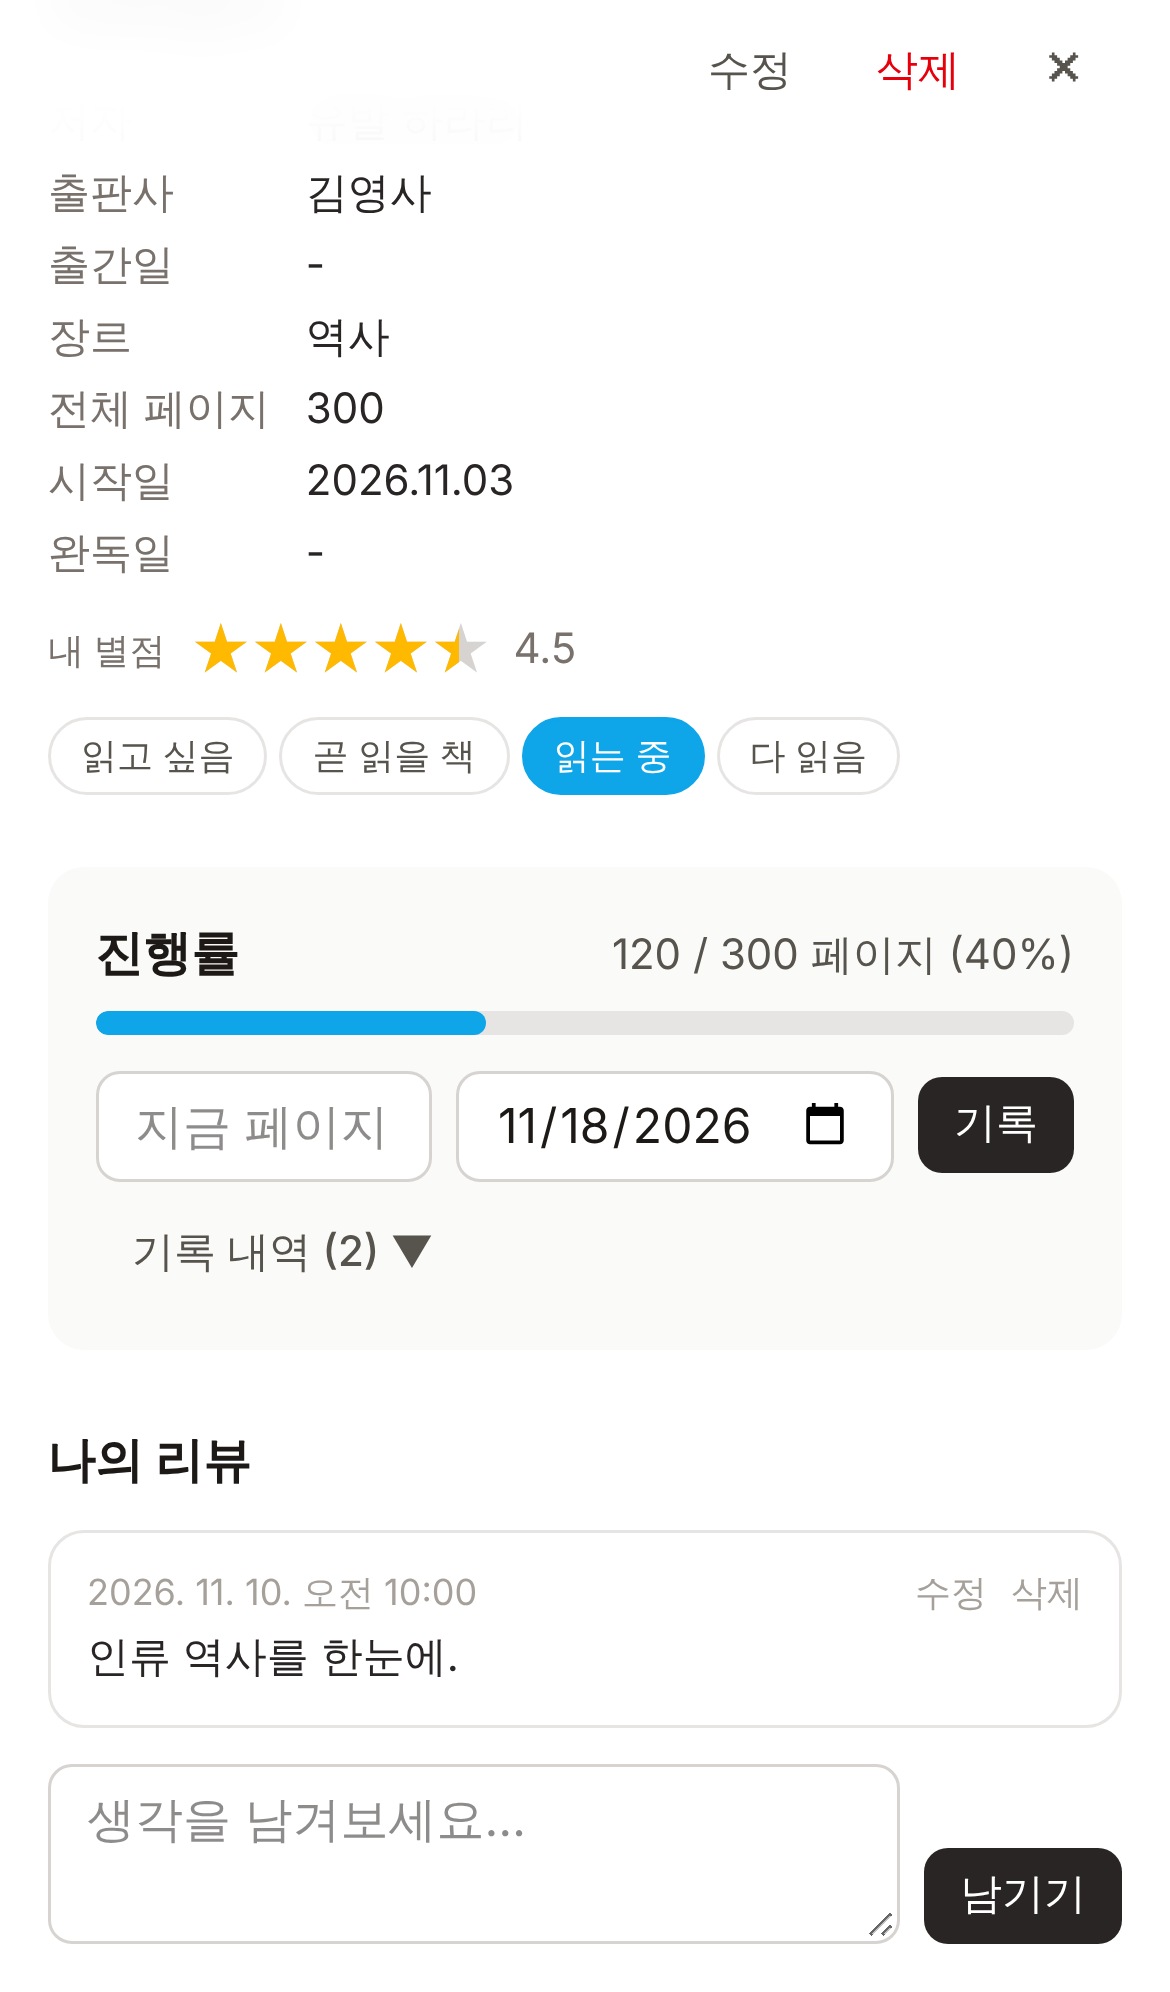 수정 삭제 ✕
출판사 김영사
출간일 -
장르 역사
전체 페이지 300
시작일 2026.11.03
완독일 -
내 별점 ★★★★★ 4.5
읽고 싶음 곧 읽을 책 읽는 중 다 읽음
진행률 120 / 300 페이지 (40%)
지금 페이지 11/18/2026 기록
기록 내역 (2) ▼
나의 리뷰
2026. 11. 10. 오전 10:00 수정 삭제
인류 역사를 한눈에.
생각을 남겨보세요...
남기기